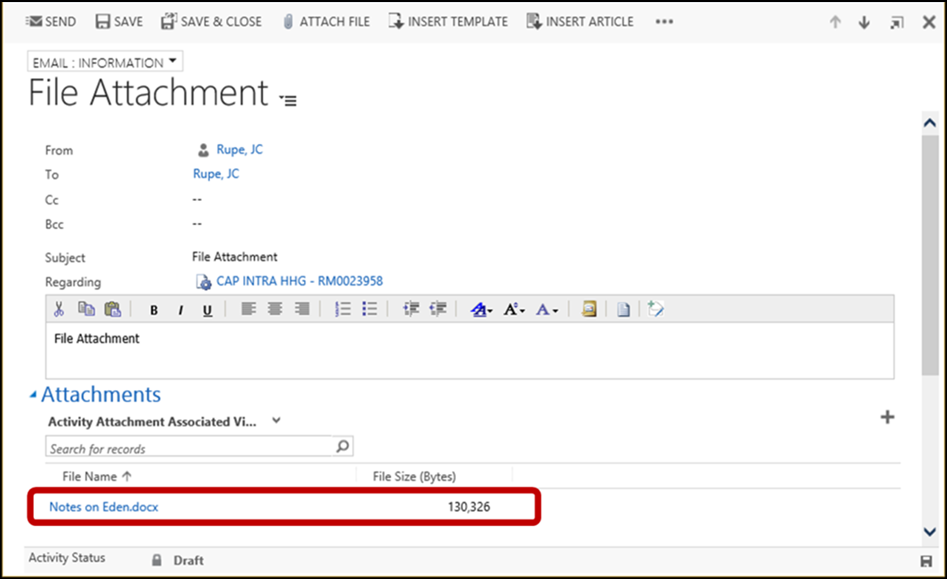 SEND SAVE SAVE & CLOSE ATTACH FILE INSERT TEMPLATE INSERT ARTICLE •••
EMAIL : INFORMATION
File Attachment
From Rupe, JC
To Rupe, JC
Cc --
Bcc --
Subject File Attachment
Regarding CAP INTRA HHG - RM0023958
B I U A A A
File Attachment
Attachments
Activity Attachment Associated Vi...
Search for records
File Name File Size (Bytes)
Notes on Eden.docx 130,326
Activity Status Draft